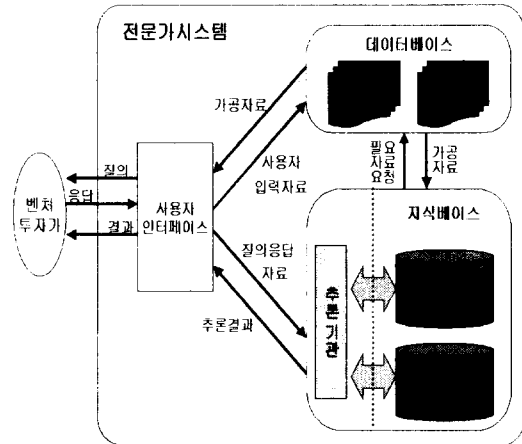 전문가시스템
데이터베이스
가공자료
사용자
입력자료
필요
자료
요청
가공
자료
질의
응답
결과
벤처
투자가
사용자
인터페이스
지식베이스
질의응답
자료
추론기관
추론결과